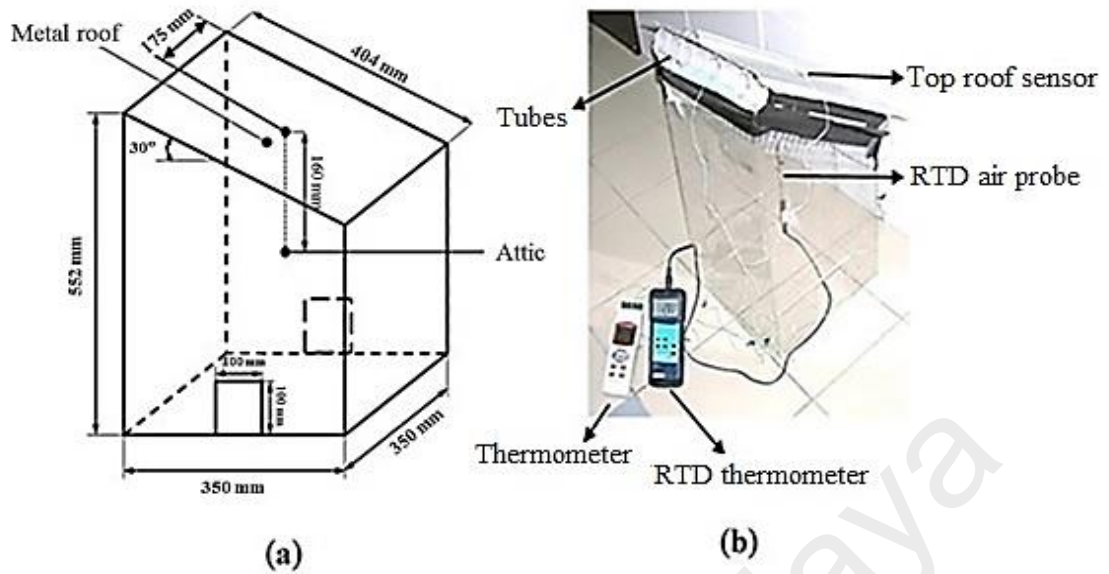 Metal roof
175 mm
404 mm
30°
160 mm
Attic
552 mm
100 mm
100 mm
350 mm
350 mm
(a)
Tubes
Top roof sensor
RTD air probe
Thermometer
RTD thermometer
(b)